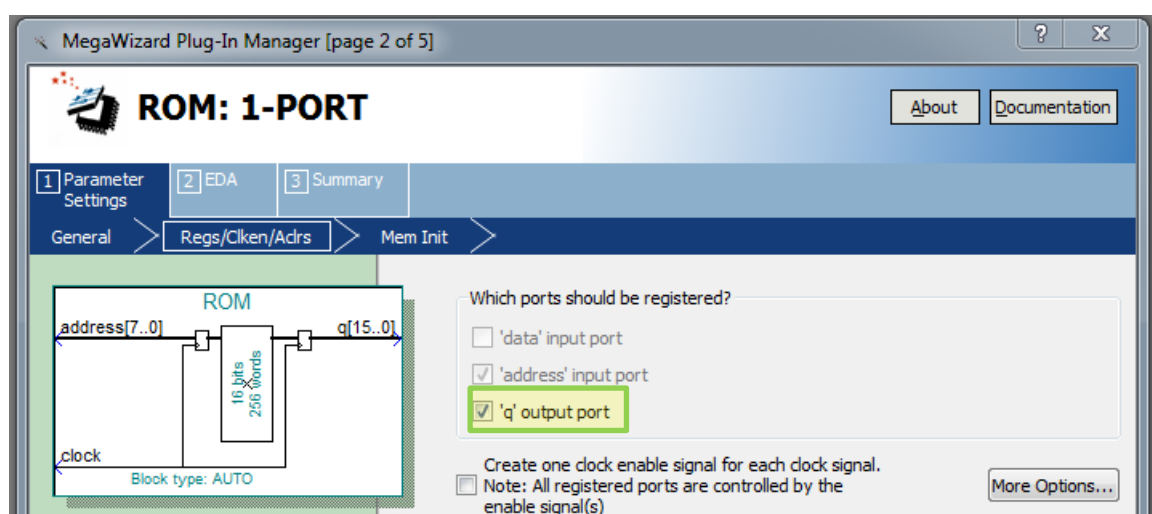 MegaWizard Plug-In Manager [page 2 of 5]
ROM: 1-PORT
About
Documentation
1 Parameter Settings
2 EDA
3 Summary
General
Regs/Clken/Aclrs
Mem Init
ROM
address[7..0]
q[15..0]
16 bits
256 words
clock
Block type: AUTO
Which ports should be registered?
'data' input port
'address' input port
'q' output port
Create one clock enable signal for each clock signal.
Note: All registered ports are controlled by the
enable signal(s)
More Options...